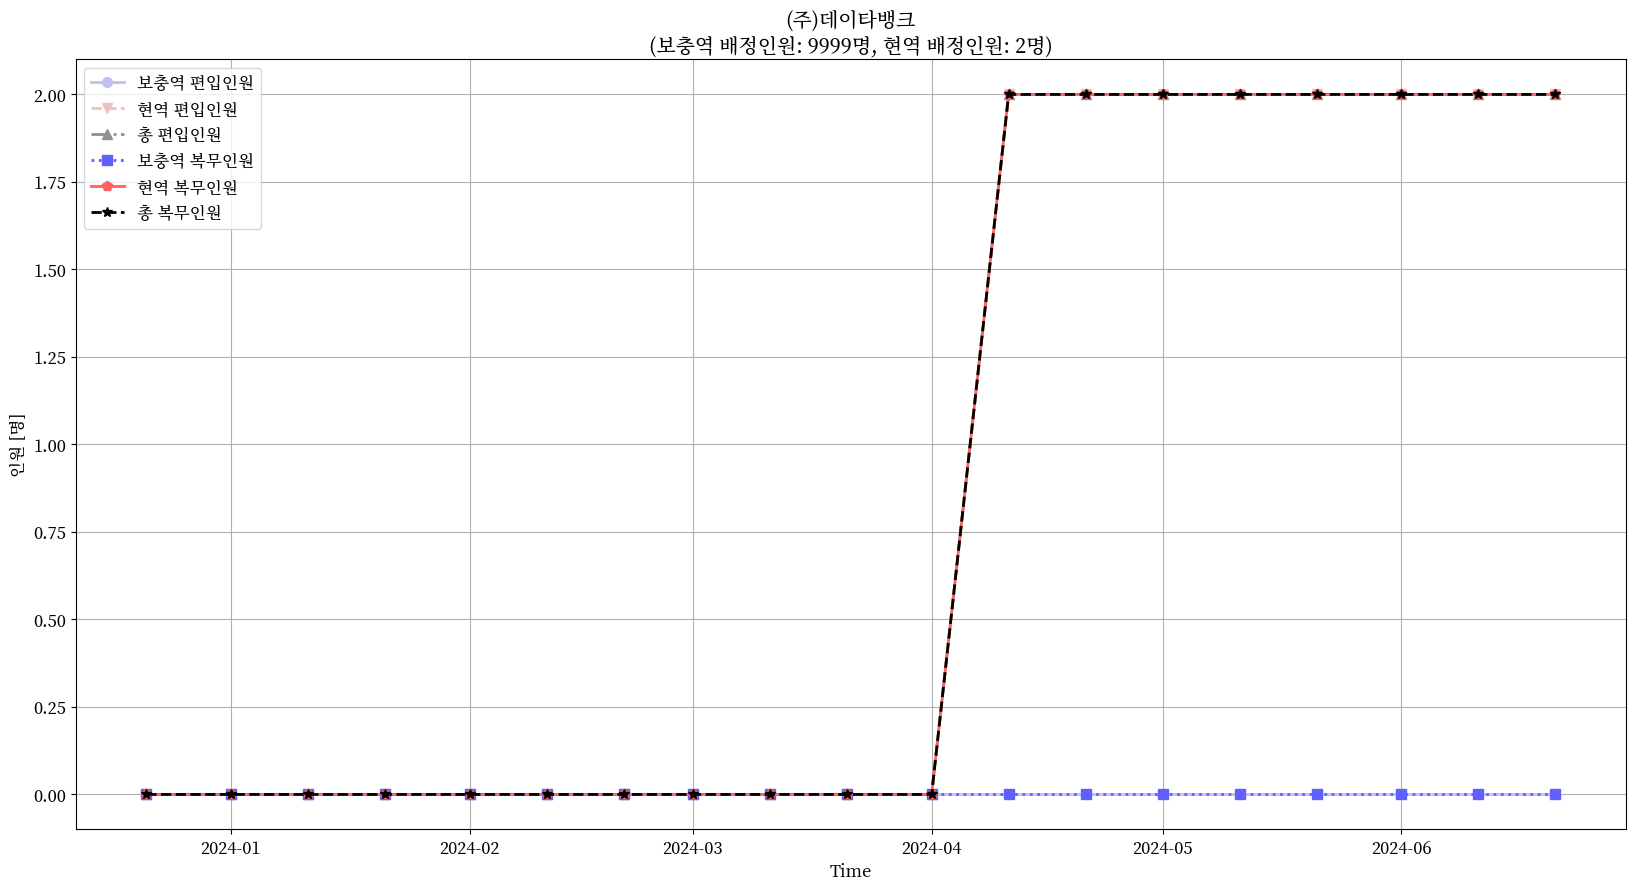 (주)데이타뱅크
(보충역 배정인원: 9999명, 현역 배정인원: 2명)
보충역 편입인원
현역 편입인원
총 편입인원
보충역 복무인원
현역 복무인원
총 복무인원
2.00
1.75
1.50
1.25
1.00
0.75
0.50
0.25
0.00
인원 [명]
2024-01 2024-02 2024-03 2024-04 2024-05 2024-06
Time